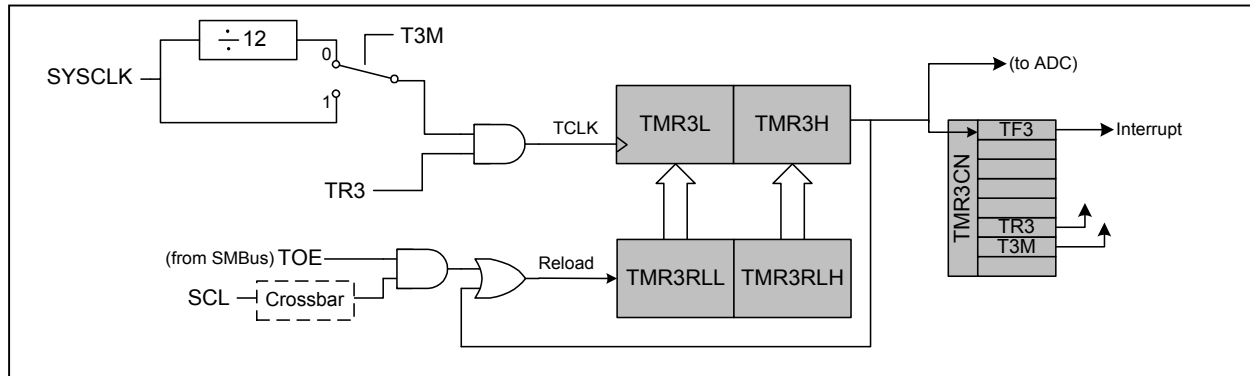 ÷ 12
T3M
0
SYSCLK
1
(to ADC)
TCLK
TMR3L
TMR3H
TF3
Interrupt
TR3
TMR3CN
TR3
T3M
(from SMBus) TOE
Reload
TMR3RLL
TMR3RLH
SCL
Crossbar